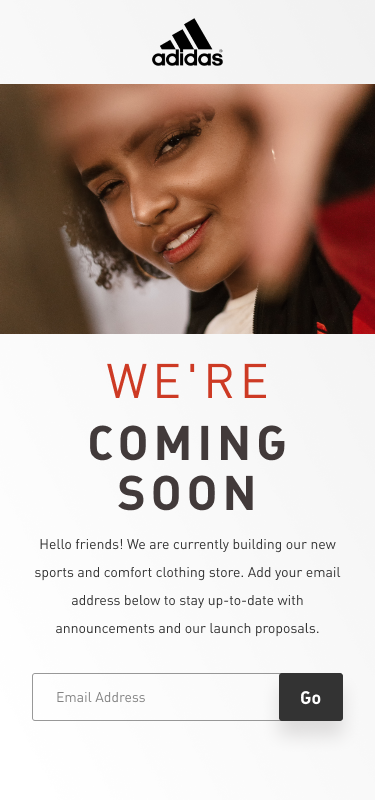 adidas
WE'RE
COMING
SOON
Hello friends! We are currently building our new
sports and comfort clothing store. Add your email
address below to stay up-to-date with
announcements and our launch proposals.
Email Address
Go